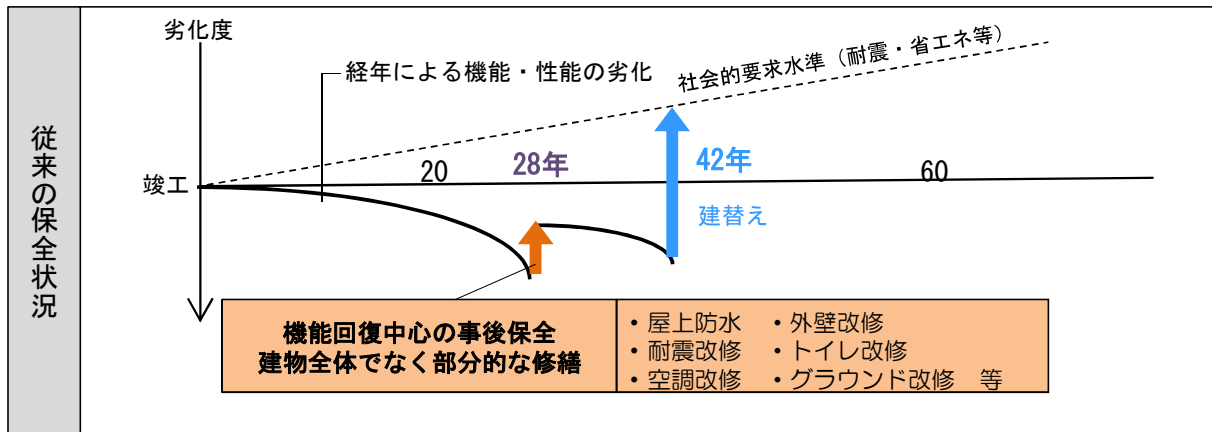 従来の保全状況
劣化度
経年による機能・性能の劣化
社会的要求水準（耐震・省エネ等）
竣工
20
28年
42年
60
建替え
機能回復中心の事後保全
建物全体でなく部分的な修繕
・屋上防水　・外壁改修
・耐震改修　・トイレ改修
・空調改修　・グラウンド改修　等